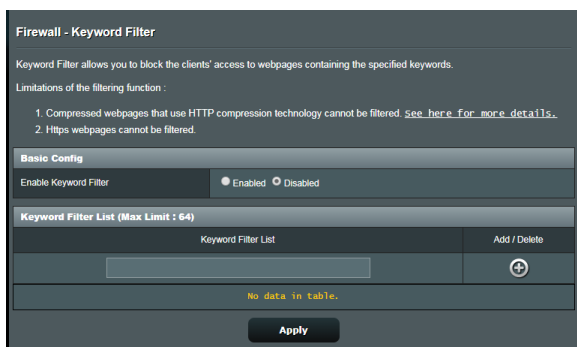 Firewall - Keyword Filter
Keyword Filter allows you to block the clients' access to webpages containing the specified keywords.
Limitations of the filtering function :
1. Compressed webpages that use HTTP compression technology cannot be filtered. See here for more details.
2. Https webpages cannot be filtered.
Basic Config
Enable Keyword Filter Enabled Disabled
Keyword Filter List (Max Limit : 64)
Keyword Filter List Add / Delete
No data in table.
Apply